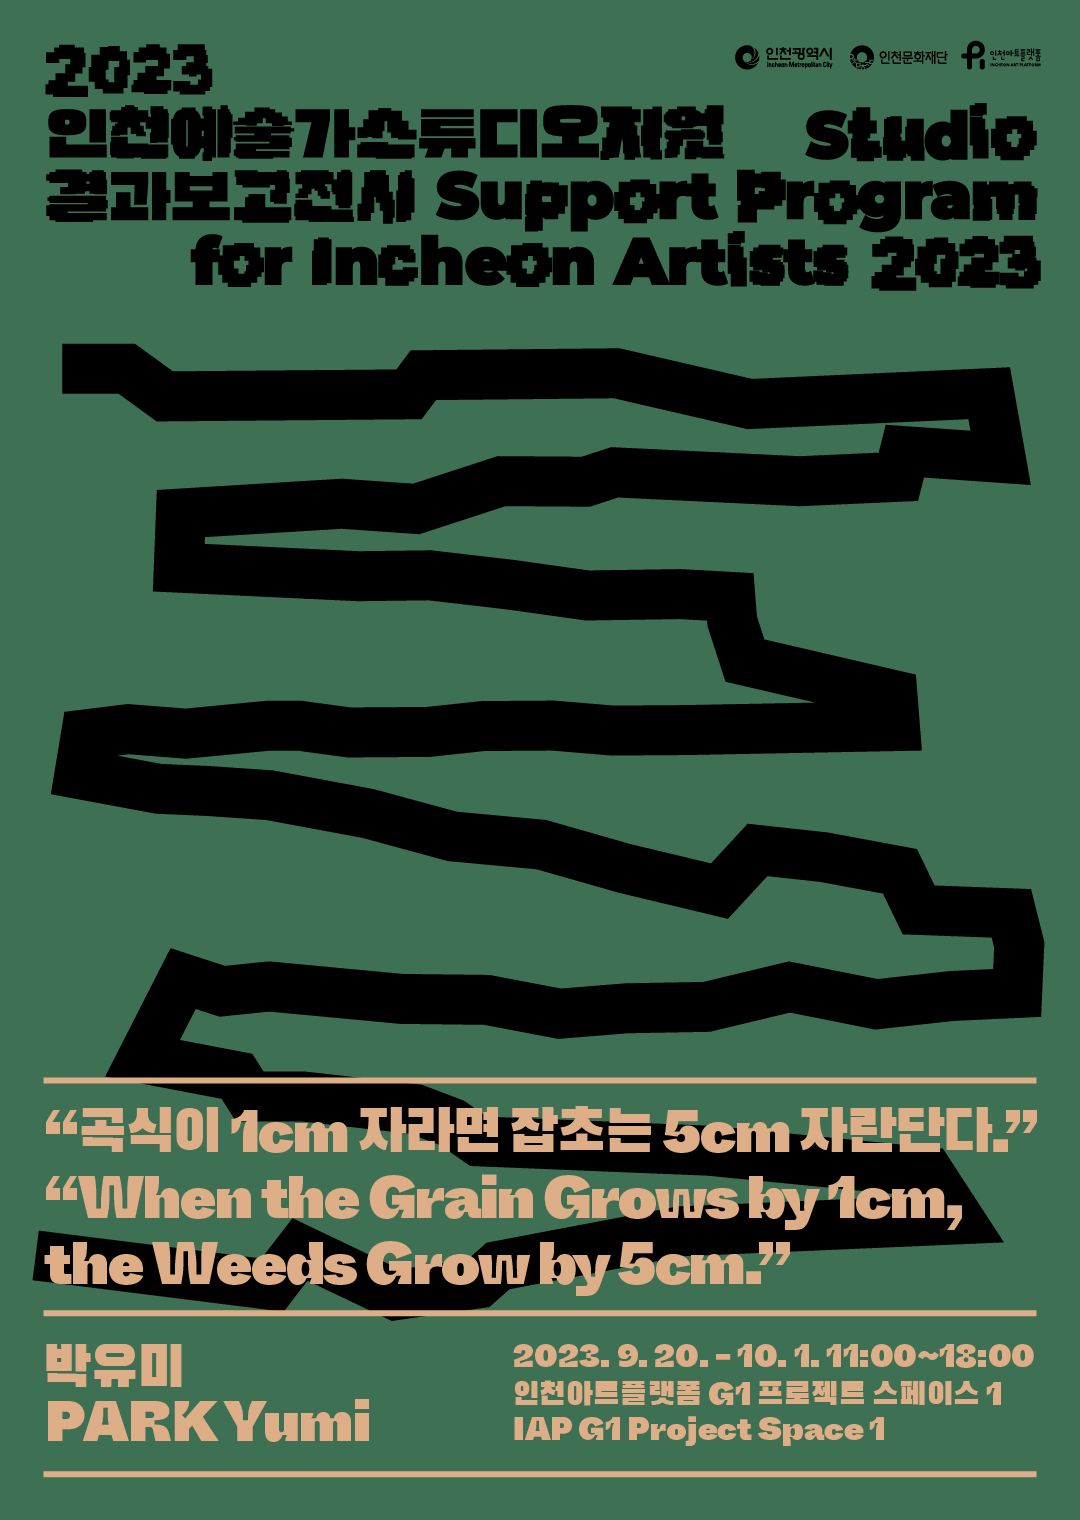 2023
인천예술가스튜디오지원
결과보고전시
Studio
Support Program
for Incheon Artists 2023
인천광역시
Incheon Metropolitan City
인천문화재단
인천아트플랫폼
INCHEON ART PLATFORM
“곡식이 1cm 자라면 잡초는 5cm 자란단다.”
“When the Grain Grows by 1cm,
the Weeds Grow by 5cm.”
박유미
PARK Yumi
2023. 9. 20. – 10. 1. 11:00~18:00
인천아트플랫폼 G1 프로젝트 스페이스 1
IAP G1 Project Space 1